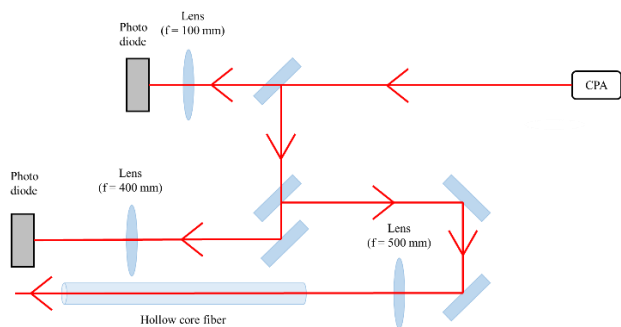 Lens
(f = 100 mm)
Photo
diode
CPA
Lens
(f = 400 mm)
Photo
diode
Lens
(f = 500 mm)
Hollow core fiber